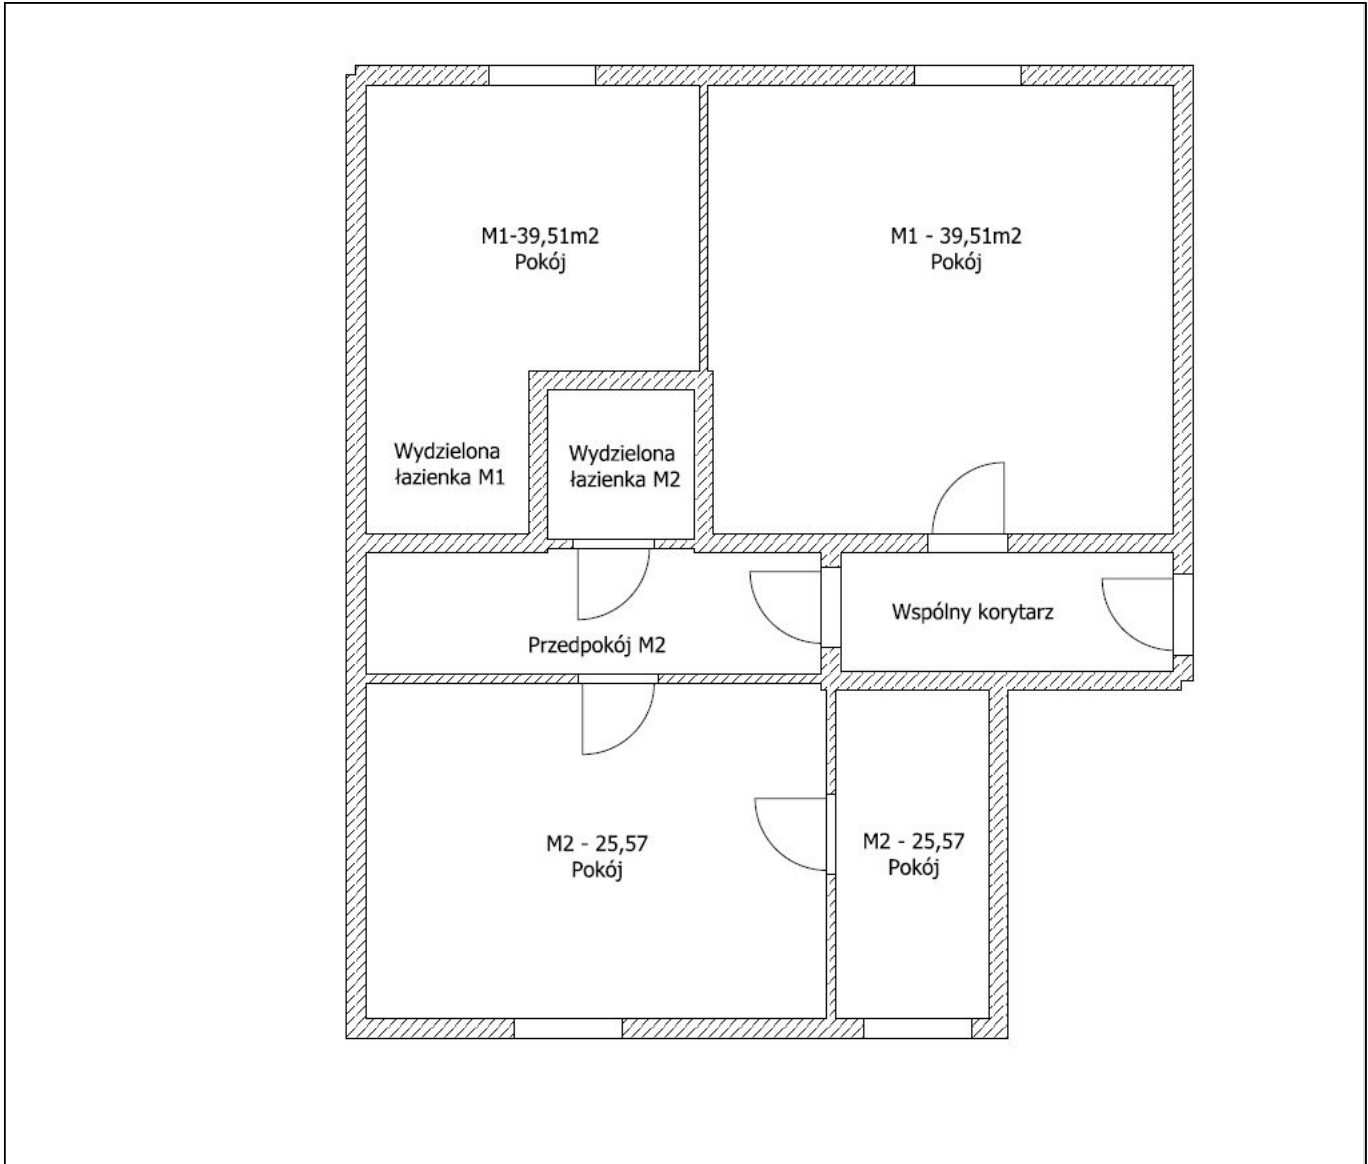 M1-39,51m2
Pokój
M1 - 39,51m2
Pokój
Wydzielona
łazienka M1
Wydzielona
łazienka M2
Wspólny korytarz
Przedpokój M2
M2 - 25,57
Pokój
M2 - 25,57
Pokój